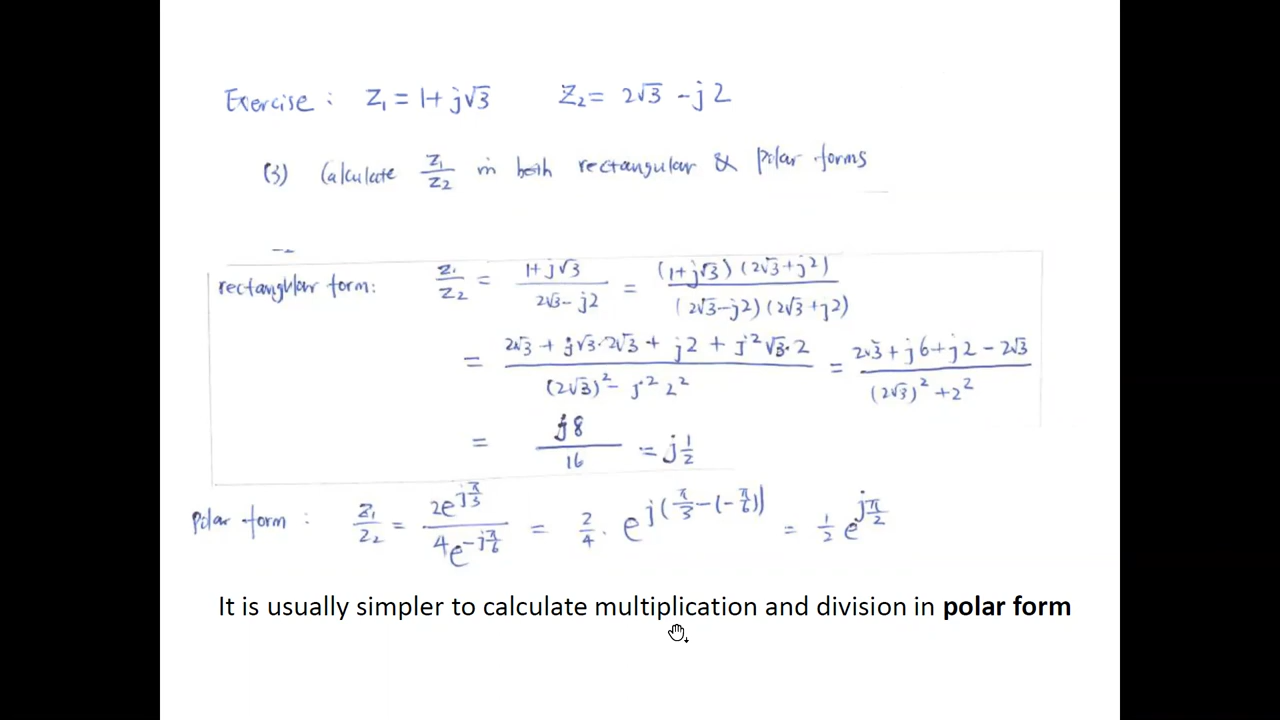 Exercise : Z₁ = 1 + j√3 Z₂ = 2√3 - j2
(3) Calculate Z₁/Z₂ in both rectangular & polar forms
rectangular form: Z₁/Z₂ = (1+j√3)/(2√3-j2) = (1+j√3)(2√3+j2)/(2√3-j2)(2√3+j2)
= (2√3 + j√3·2√3 + j2 + j²√3·2)/((2√3)² - j²2²) = (2√3 + j6 + j2 - 2√3)/((2√3)² + 2²)
= j8/16 = j½
Polar form : Z₁/Z₂ = 2e^(jπ/3)/4e^(-jπ/6) = 2/4 · e^(j(π/3-(-π/6))) = ½ e^(jπ/2)
It is usually simpler to calculate multiplication and division in polar form